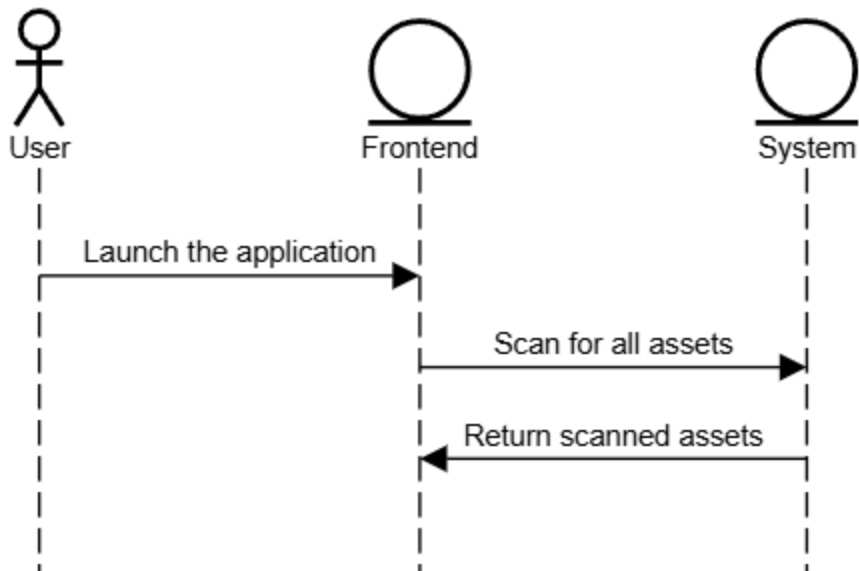 User
Frontend
System
Launch the application
Scan for all assets
Return scanned assets